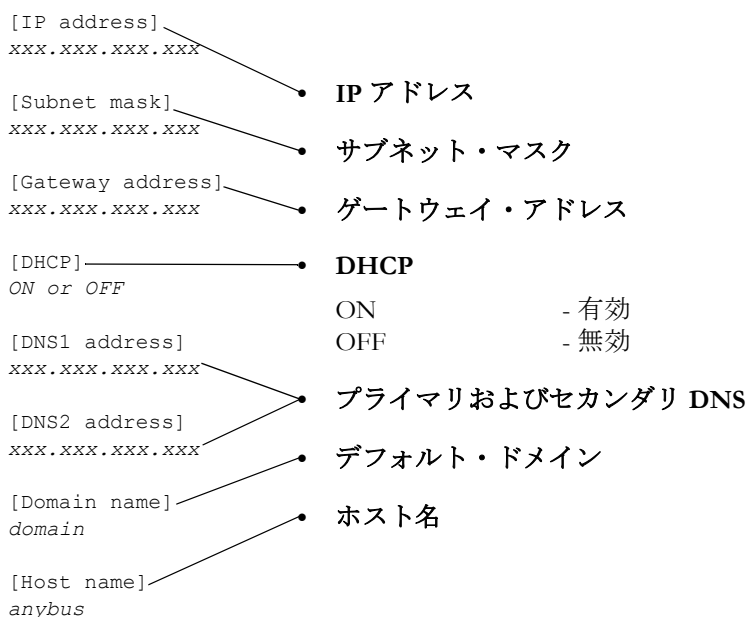 [IP address]
xxx.xxx.xxx.xxx
[Subnet mask]
xxx.xxx.xxx.xxx
[Gateway address]
xxx.xxx.xxx.xxx
[DHCP]
ON or OFF
[DNS1 address]
xxx.xxx.xxx.xxx
[DNS2 address]
xxx.xxx.xxx.xxx
[Domain name]
domain
[Host name]
anybus
• IP アドレス
• サブネット・マスク
• ゲートウェイ・アドレス
• DHCP
ON - 有効
OFF - 無効
• プライマリおよびセカンダリ DNS
• デフォルト・ドメイン
• ホスト名